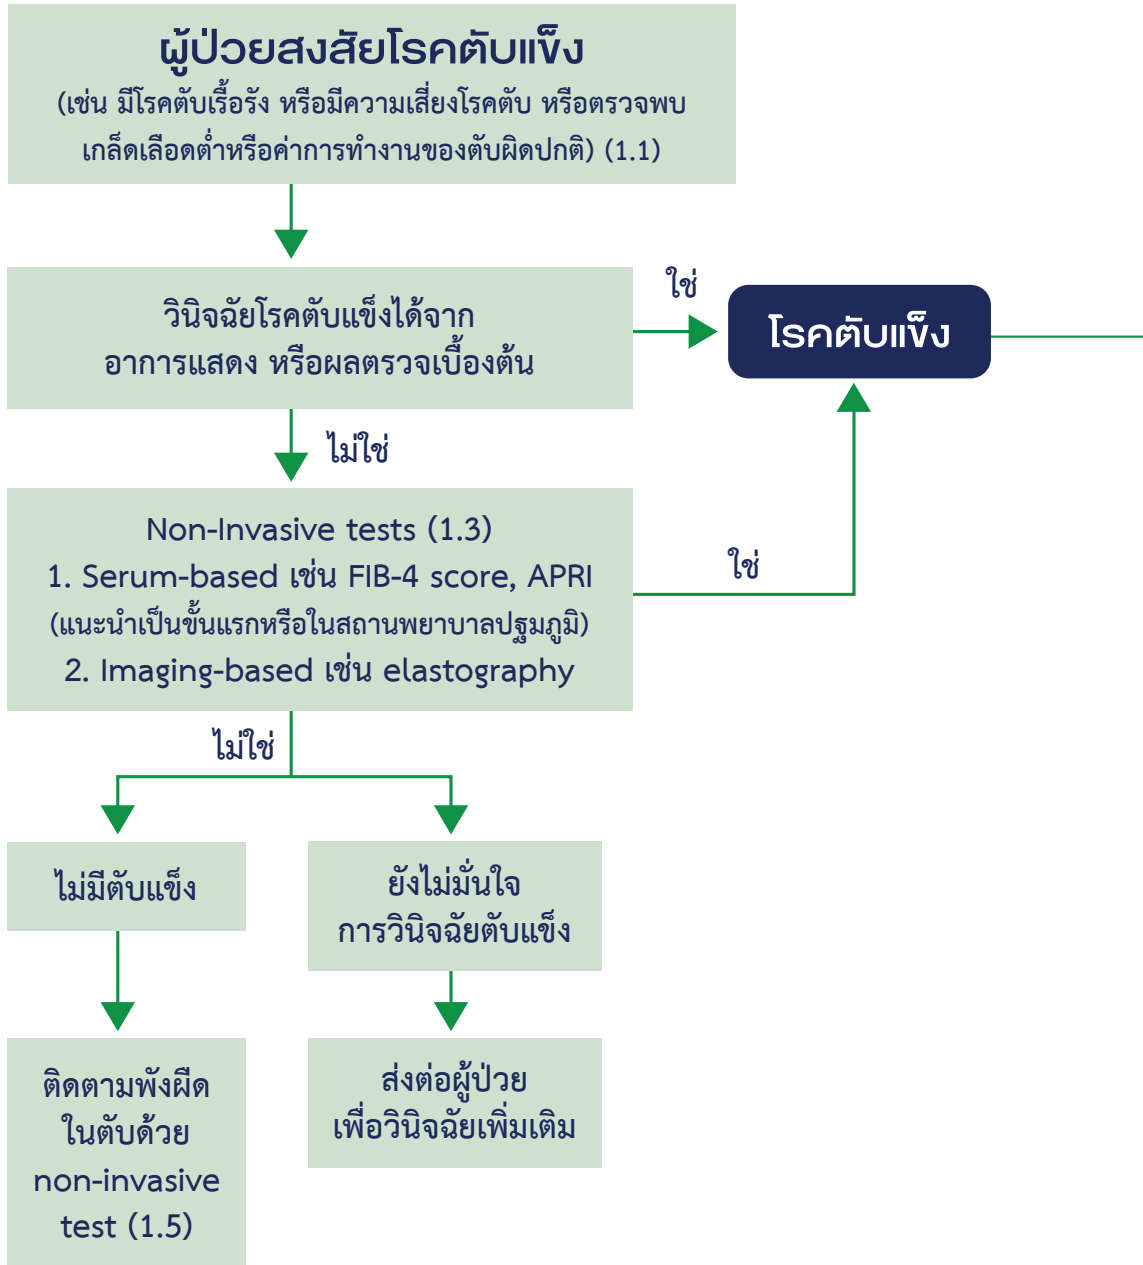 ผู้ป่วยสงสัยโรคตับแข็ง
(เช่น มีโรคตับเรื้อรัง หรือมีความเสี่ยงโรคตับ หรือตรวจพบ
เกล็ดเลือดต่ำหรือค่าการทำงานของตับผิดปกติ) (1.1)
วินิจฉัยโรคตับแข็งได้จาก
อาการแสดง หรือผลตรวจเบื้องต้น
ใช่
โรคตับแข็ง
ไม่ใช่
Non-Invasive tests (1.3)
1. Serum-based เช่น FIB-4 score, APRI
(แนะนำเป็นขั้นแรกหรือในสถานพยาบาลปฐมภูมิ)
2. Imaging-based เช่น elastography
ใช่
ไม่ใช่
ไม่มีตับแข็ง
ยังไม่มั่นใจ
การวินิจฉัยตับแข็ง
ติดตามพังผืด
ในตับด้วย
non-invasive
test (1.5)
ส่งต่อผู้ป่วย
เพื่อวินิจฉัยเพิ่มเติม